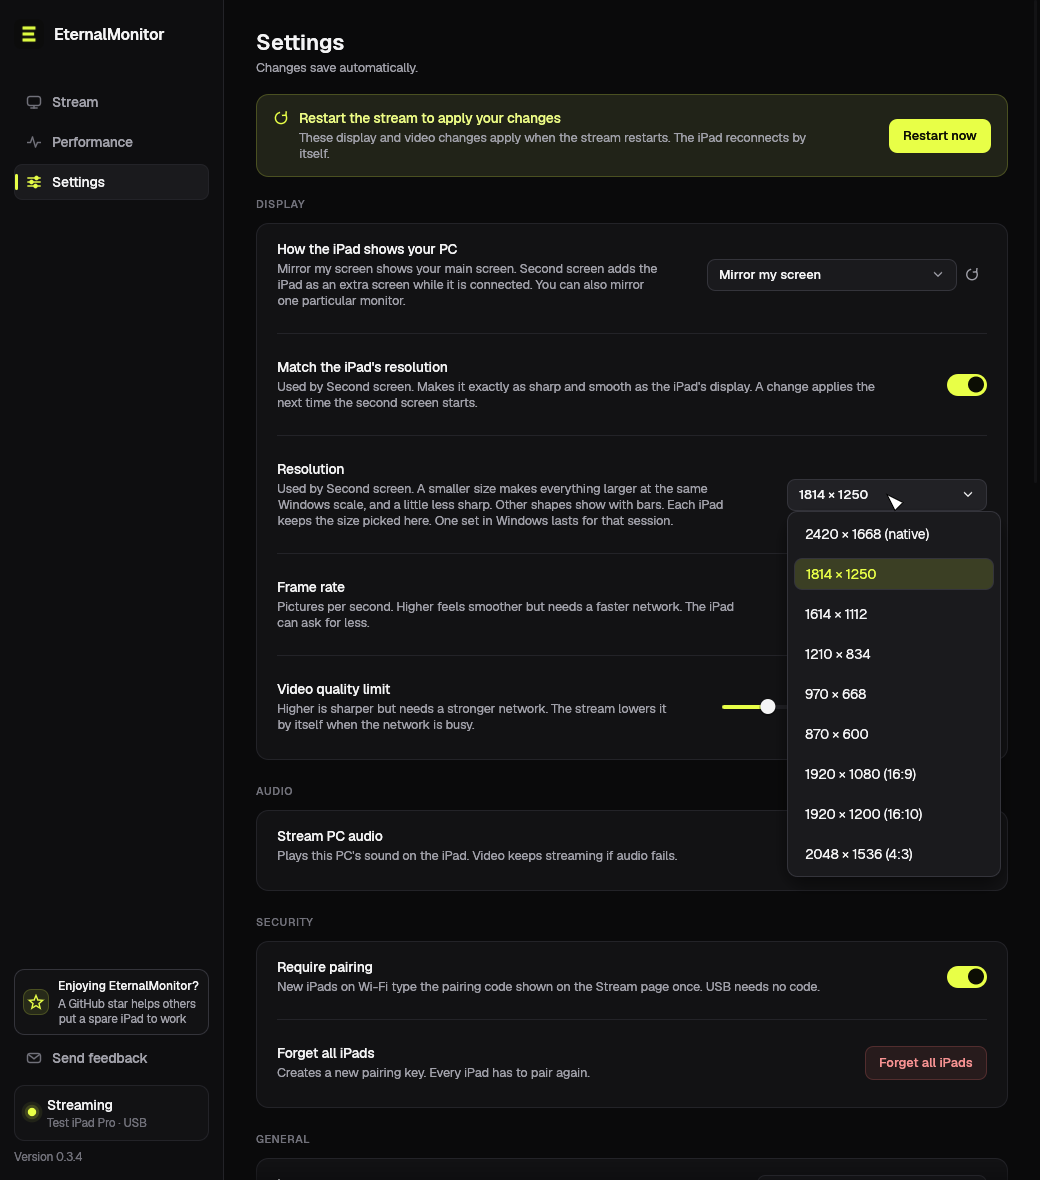 EternalMonitor
Stream
Performance
Settings
Enjoying EternalMonitor?
A GitHub star helps others
put a spare iPad to work
Send feedback
Streaming
Test iPad Pro · USB
Version 0.3.4
Settings
Changes save automatically.
Restart the stream to apply your changes
These display and video changes apply when the stream restarts. The iPad reconnects by
itself.
Restart now
DISPLAY
How the iPad shows your PC
Mirror my screen shows your main screen. Second screen adds the
iPad as an extra screen while it is connected. You can also mirror
one particular monitor.
Mirror my screen
Match the iPad's resolution
Used by Second screen. Makes it exactly as sharp and smooth as the iPad's display. A change applies the
next time the second screen starts.
Resolution
Used by Second screen. A smaller size makes everything larger at the same
Windows scale, and a little less sharp. Other shapes show with bars. Each iPad
keeps the size picked here. One set in Windows lasts for that session.
1814 × 1250
2420 × 1668 (native)
1814 × 1250
1614 × 1112
1210 × 834
970 × 668
870 × 600
1920 × 1080 (16:9)
1920 × 1200 (16:10)
2048 × 1536 (4:3)
Frame rate
Pictures per second. Higher feels smoother but needs a faster network. The iPad
can ask for less.
Video quality limit
Higher is sharper but needs a stronger network. The stream lowers it
by itself when the network is busy.
AUDIO
Stream PC audio
Plays this PC's sound on the iPad. Video keeps streaming if audio fails.
SECURITY
Require pairing
New iPads on Wi-Fi type the pairing code shown on the Stream page once. USB needs no code.
Forget all iPads
Creates a new pairing key. Every iPad has to pair again.
Forget all iPads
GENERAL